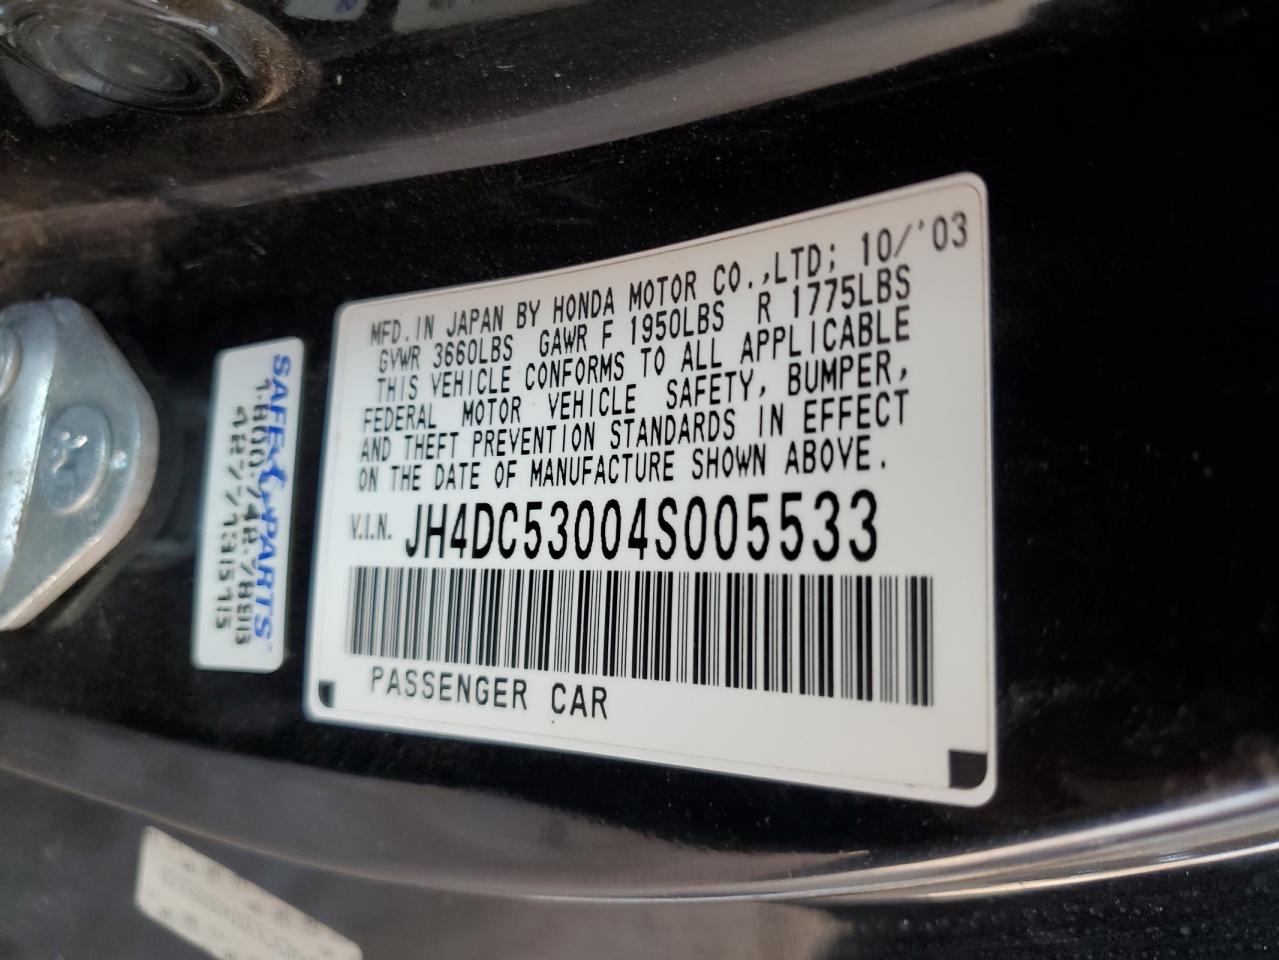 MFD.IN JAPAN BY HONDA MOTOR CO.,LTD; 10/'03
GVWR 3660LBS GAWR F 1950LBS R 1775LBS
THIS VEHICLE CONFORMS TO ALL APPLICABLE
FEDERAL MOTOR VEHICLE SAFETY, BUMPER,
AND THEFT PREVENTION STANDARDS IN EFFECT
ON THE DATE OF MANUFACTURE SHOWN ABOVE.
V.I.N. JH4DC53004S005533
PASSENGER CAR
PARTS